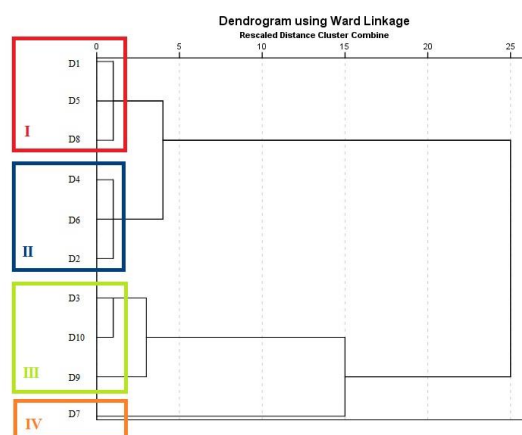 Dendrogram using Ward Linkage
Rescaled Distance Cluster Combine
0 5 10 15 20 25
D1
D5
I
D8
D4
D6
II
D2
D3
D10
III
D9
D7
IV